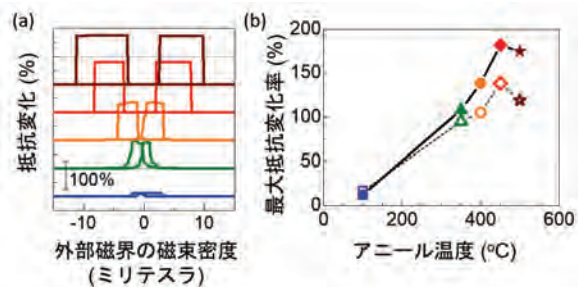 (a)
抵抗変化 (%)
100%
-10 0 10
外部磁界の磁束密度
(ミリテスラ)
(b)
最大抵抗変化率 (%)
200
150
100
50
0
0 200 400 600
アニール温度 (°C)